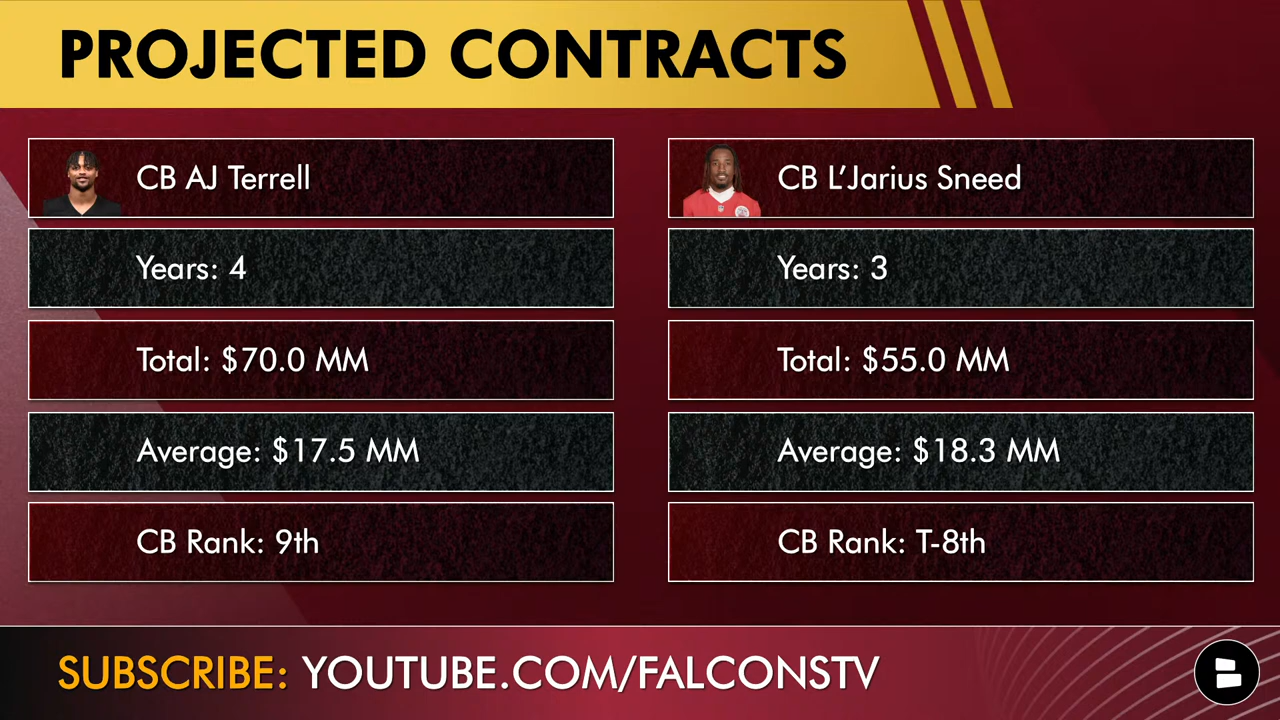 PROJECTED CONTRACTS
CB AJ Terrell
Years: 4
Total: $70.0 MM
Average: $17.5 MM
CB Rank: 9th
CB L’Jarius Sneed
Years: 3
Total: $55.0 MM
Average: $18.3 MM
CB Rank: T-8th
SUBSCRIBE: YOUTUBE.COM/FALCONSTV